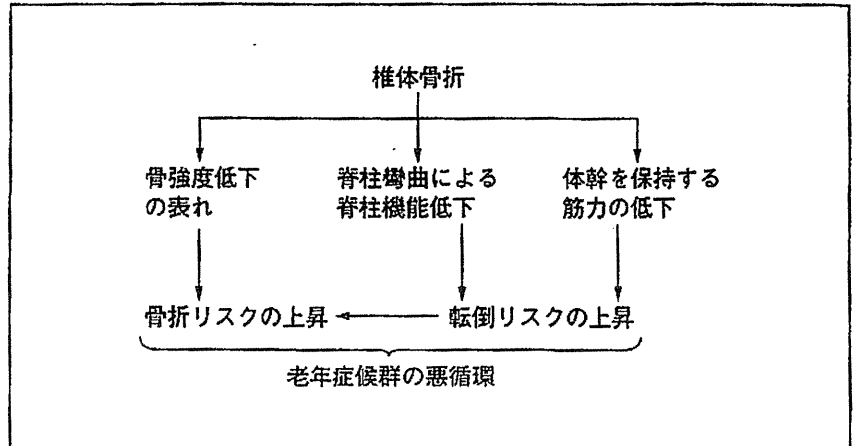 椎体骨折
骨強度低下
の表れ
脊柱彎曲による
脊柱機能低下
体幹を保持する
筋力の低下
骨折リスクの上昇
転倒リスクの上昇
老年症候群の悪循環